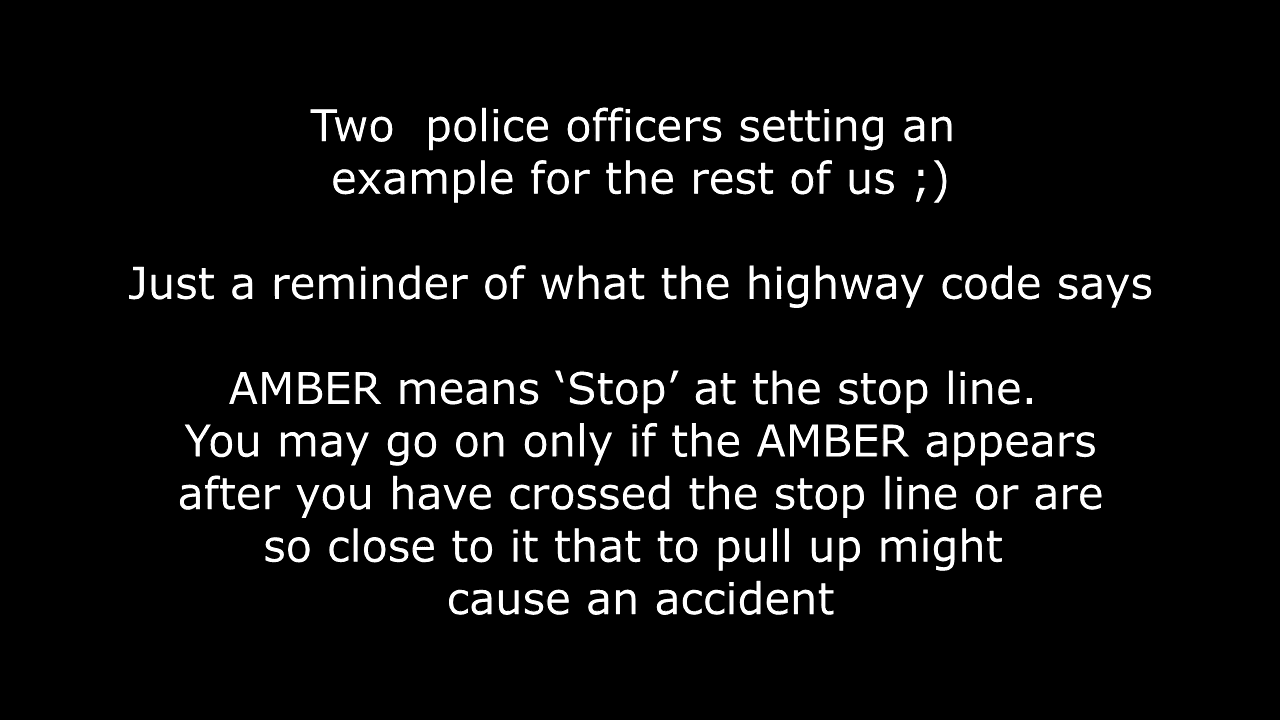 Two  police officers setting an
example for the rest of us ;)
Just a reminder of what the highway code says
AMBER means ‘Stop’ at the stop line.
You may go on only if the AMBER appears
after you have crossed the stop line or are
so close to it that to pull up might
cause an accident